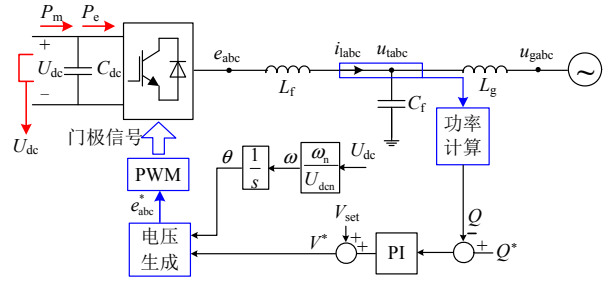 Pm Pe
+ Udc − Cdc
eabc
Lf
ilabc utabc
Cf
Lg
ugabc
~
Udc
门极信号
功率
计算
θ 1/s ω ωn/Udcn Udc
PWM
e*abc
电压
生成
V* + + Vset
PI
Q
− + Q*